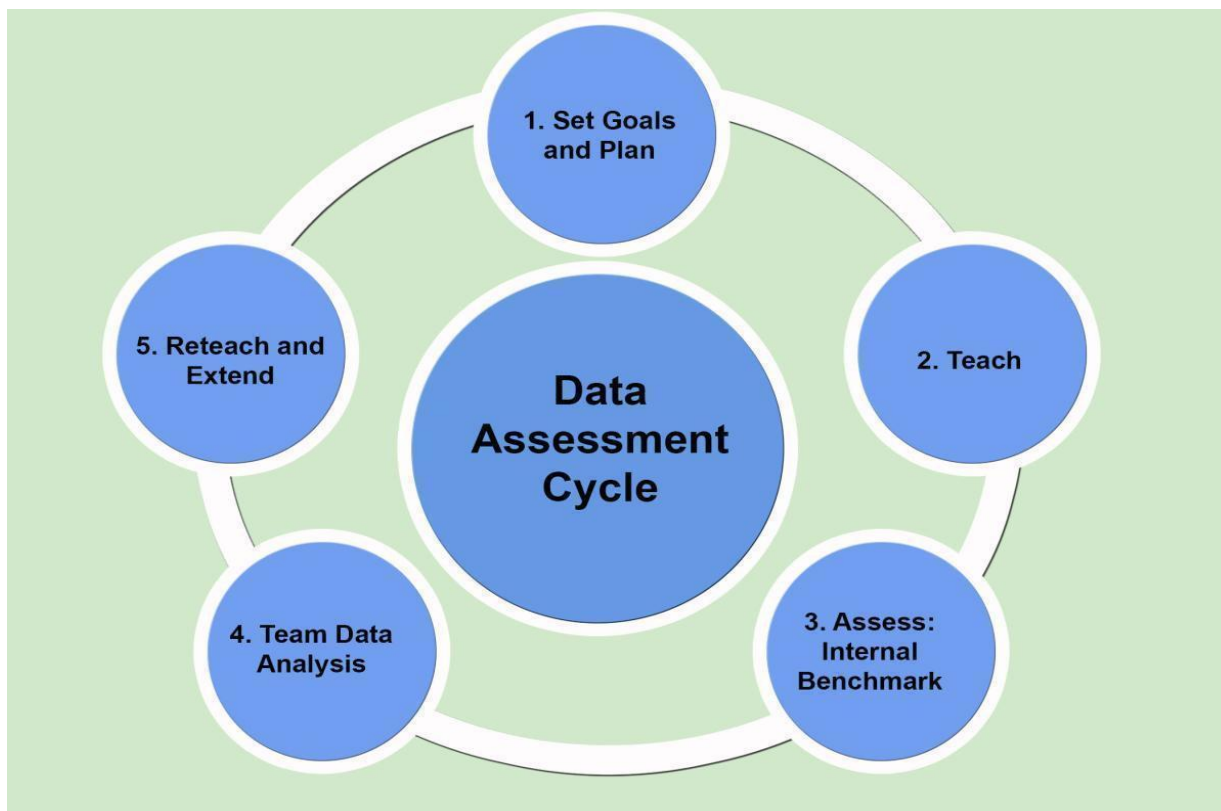 1. Set Goals
and Plan
2. Teach
3. Assess:
Internal
Benchmark
4. Team Data
Analysis
5. Reteach and
Extend
Data
Assessment
Cycle